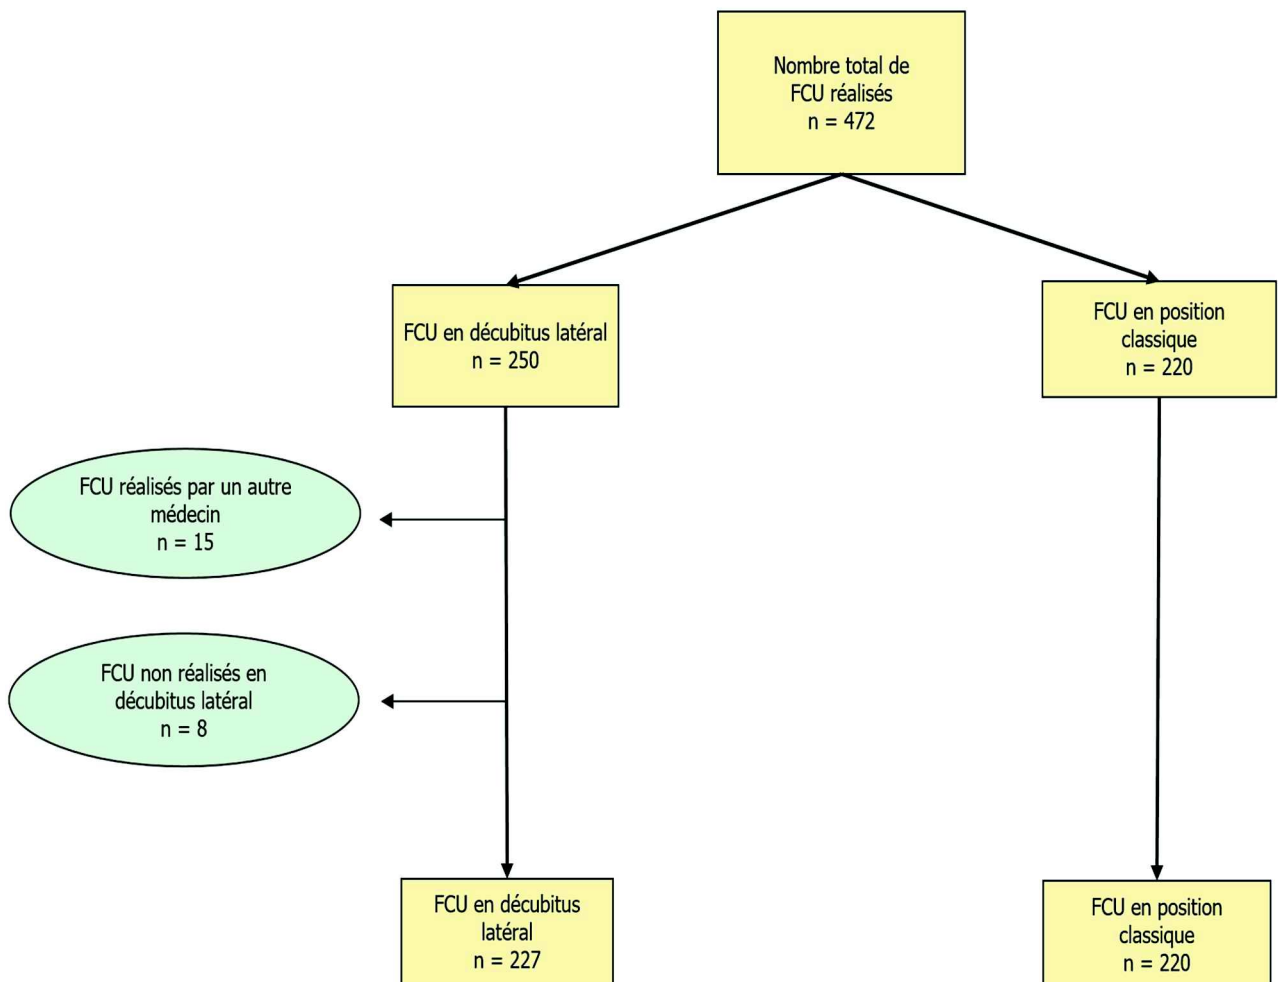 Nombre total de
FCU réalisés
n = 472
FCU en décubitus latéral
n = 250
FCU en position
classique
n = 220
FCU réalisés par un autre
médecin
n = 15
FCU non réalisés en
décubitus latéral
n = 8
FCU en décubitus
latéral
n = 227
FCU en position
classique
n = 220